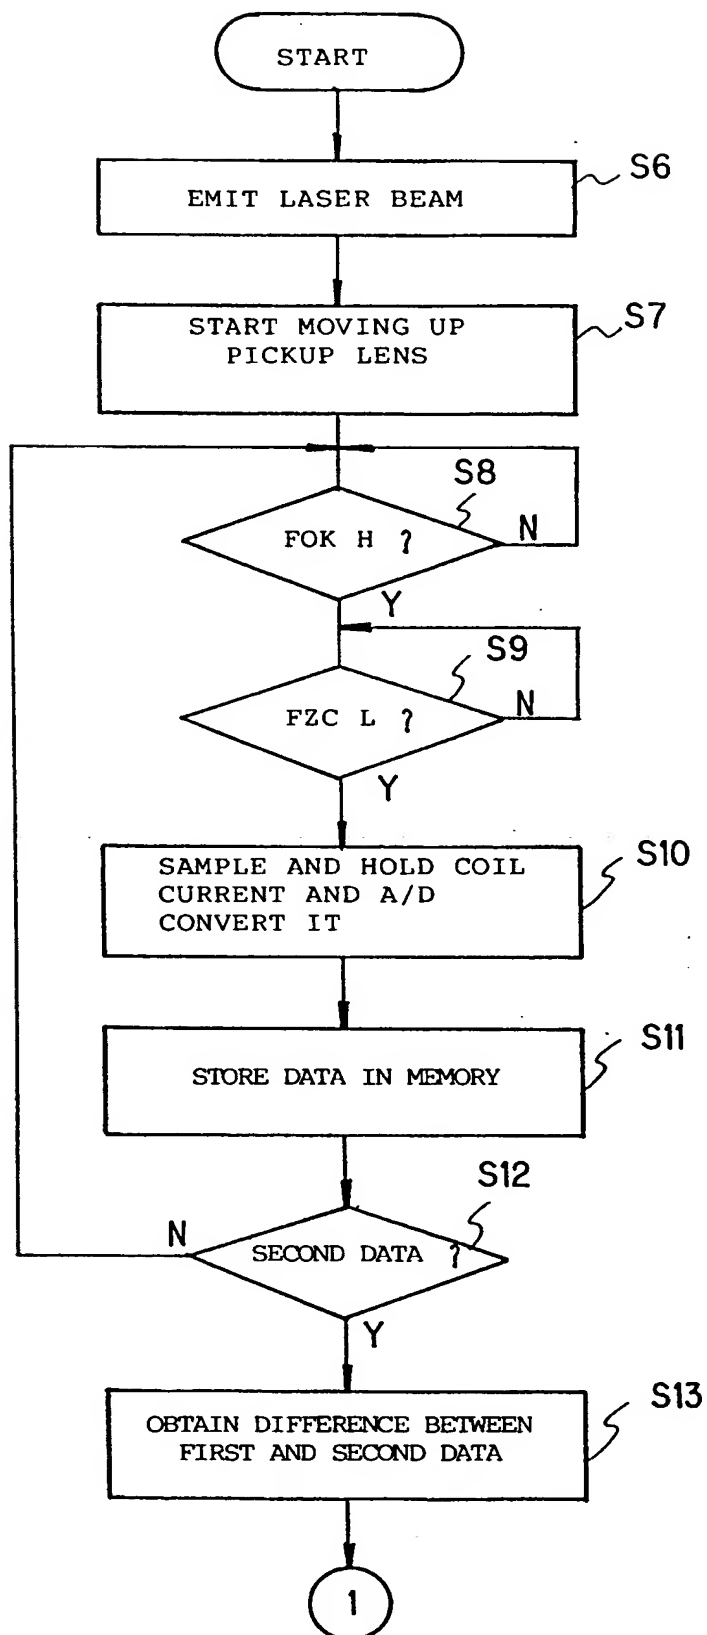 START
EMIT LASER BEAM
S6
START MOVING UP
PICKUP LENS
S7
S8
FOK H ?
N
Y
S9
FZC L ?
N
Y
SAMPLE AND HOLD COIL
CURRENT AND A/D
CONVERT IT
S10
STORE DATA IN MEMORY
S11
S12
N
SECOND DATA ?
Y
OBTAIN DIFFERENCE BETWEEN
FIRST AND SECOND DATA
S13
1